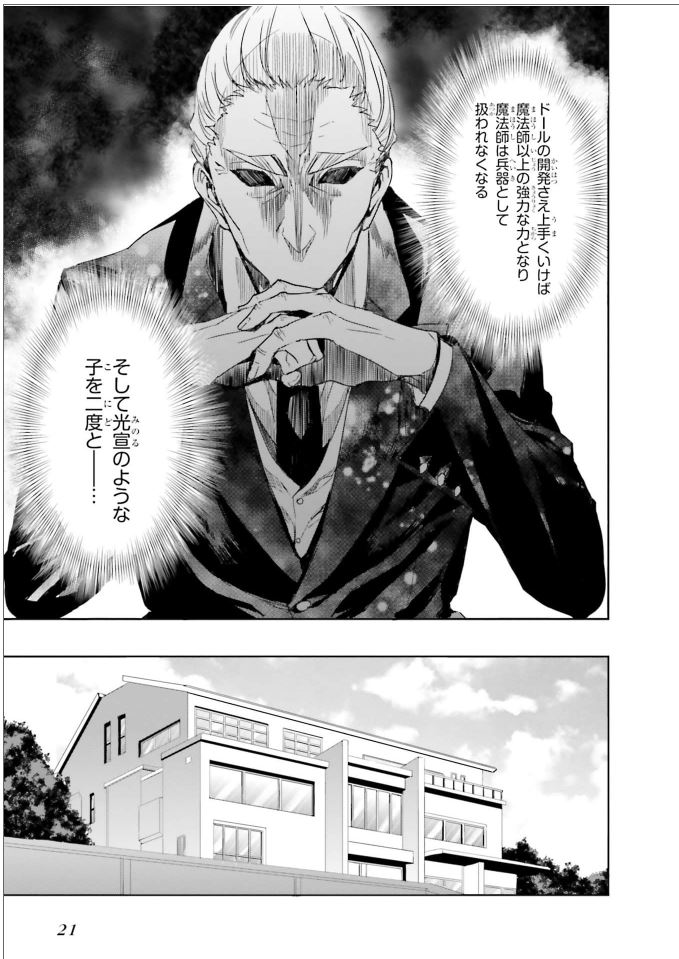 ドールの開発さえ上手くいけば
魔法師以上の強力な力となり
魔法師は兵器として
扱われなくなる
そして光宣のような
子を二度と――…
21